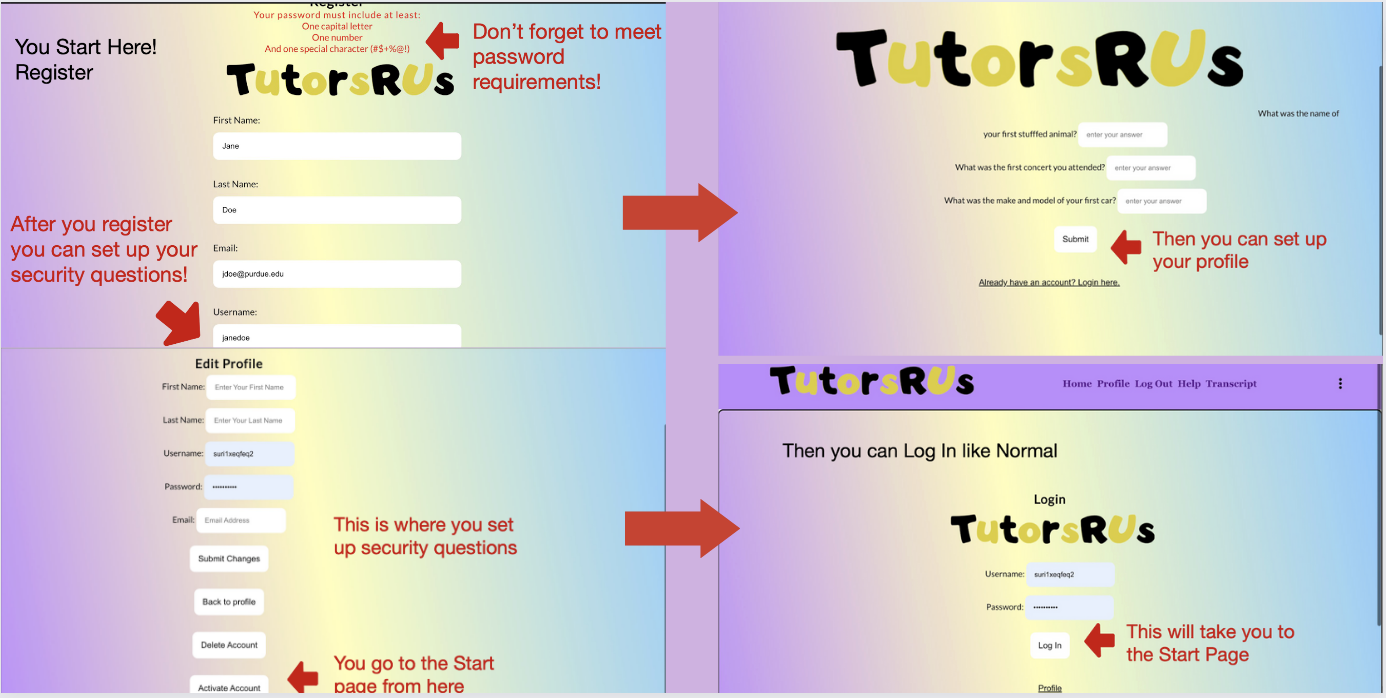 Register
Your password must include at least:
One capital letter
One number
And one special character (#$+%@!)
You Start Here!
Register
Don't forget to meet
password
requirements!
TutorsRUs
First Name:
Jane
Last Name:
Doe
Email:
jdoe@purdue.edu
Username:
janedoe
After you register
you can set up your
security questions!
TutorsRUs
What was the name of
your first stufffed animal? enter your answer
What was the first concert you attended? enter your answer
What was the make and model of your first car? enter your answer
Submit
Then you can set up
your profile
Already have an account? Login here.
Edit Profile
First Name: Enter Your First Name
Last Name: Enter Your Last Name
Username: suri1xeqfeq2
Password: ••••••••••
Email: Email Address
Submit Changes
Back to profile
Delete Account
Activate Account
This is where you set
up security questions
You go to the Start
page from here
TutorsRUs Home Profile Log Out Help Transcript
Then you can Log In like Normal
Login
TutorsRUs
Username: suri1xeqfeq2
Password: ••••••••••
Log In
This will take you to
the Start Page
Profile